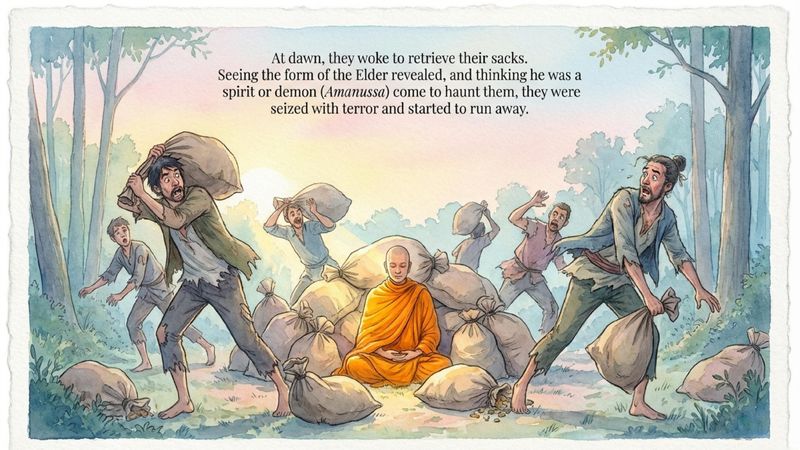 At dawn, they woke to retrieve their sacks.
Seeing the form of the Elder revealed, and thinking he was a
spirit or demon (Amanussa) come to haunt them, they were
seized with terror and started to run away.